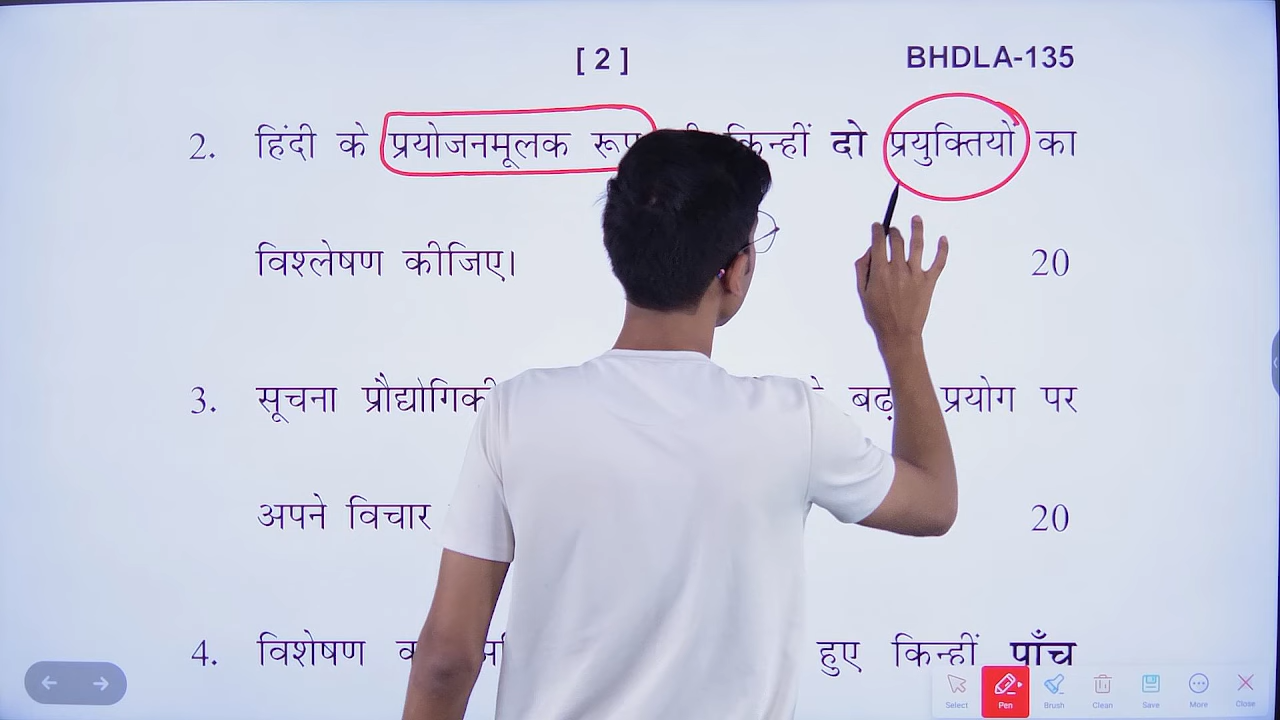 [ 2 ] BHDLA-135
2. हिंदी के प्रयोजनमूलक रूप किन्हीं दो प्रयुक्तियों का
विश्लेषण कीजिए। 20
3. सूचना प्रौद्योगिकी प्रयोग पर
अपने विचार 20
4. विशेषण हुए किन्हीं पाँच
Select Pen Brush Clean Save More Close